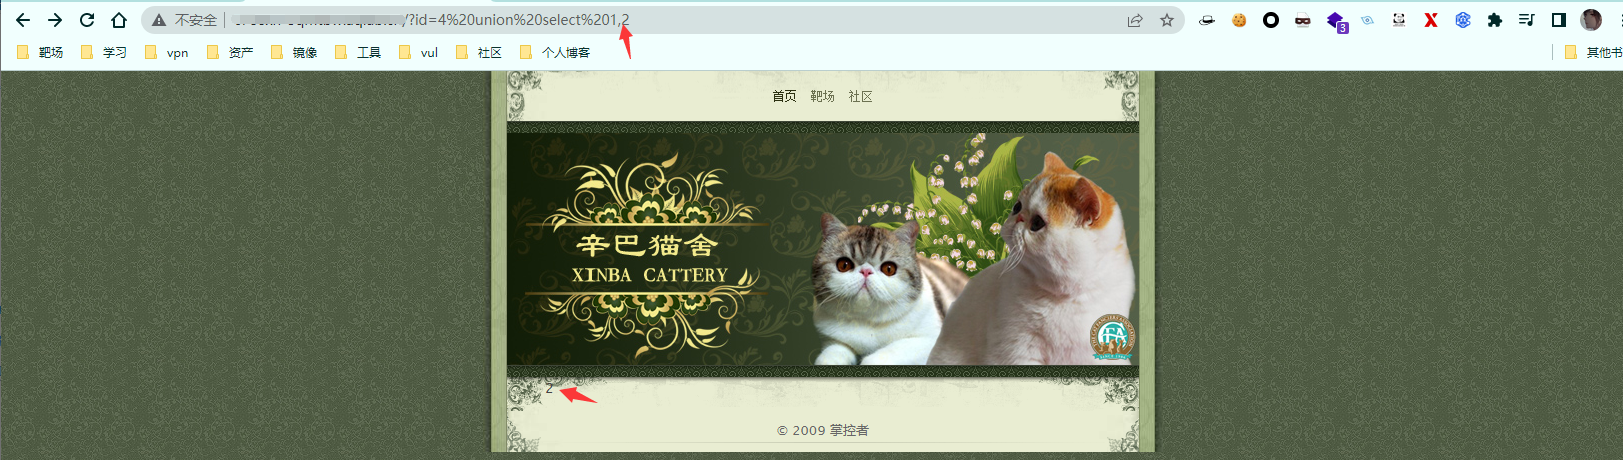 不安全 /?id=4%20union%20select%201,2
3
靶场 学习 vpn 资产 镜像 工具 vul 社区 个人博客 其他书
首页 靶场 社区
辛巴猫舍
XINBA CATTERY
2
© 2009 掌控者